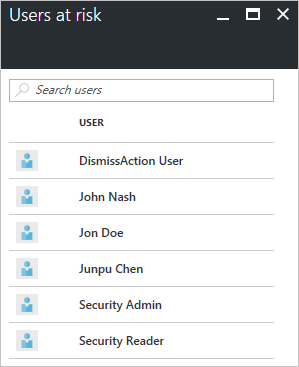 Users at risk
Search users
USER
DismissAction User
John Nash
Jon Doe
Junpu Chen
Security Admin
Security Reader